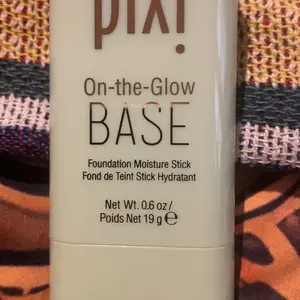 pixi
On-the-Glow
BASE
Foundation Moisture Stick
Fond de Teint Stick Hydratant
Net Wt. 0.6 oz /
Poids Net 19 g ℮